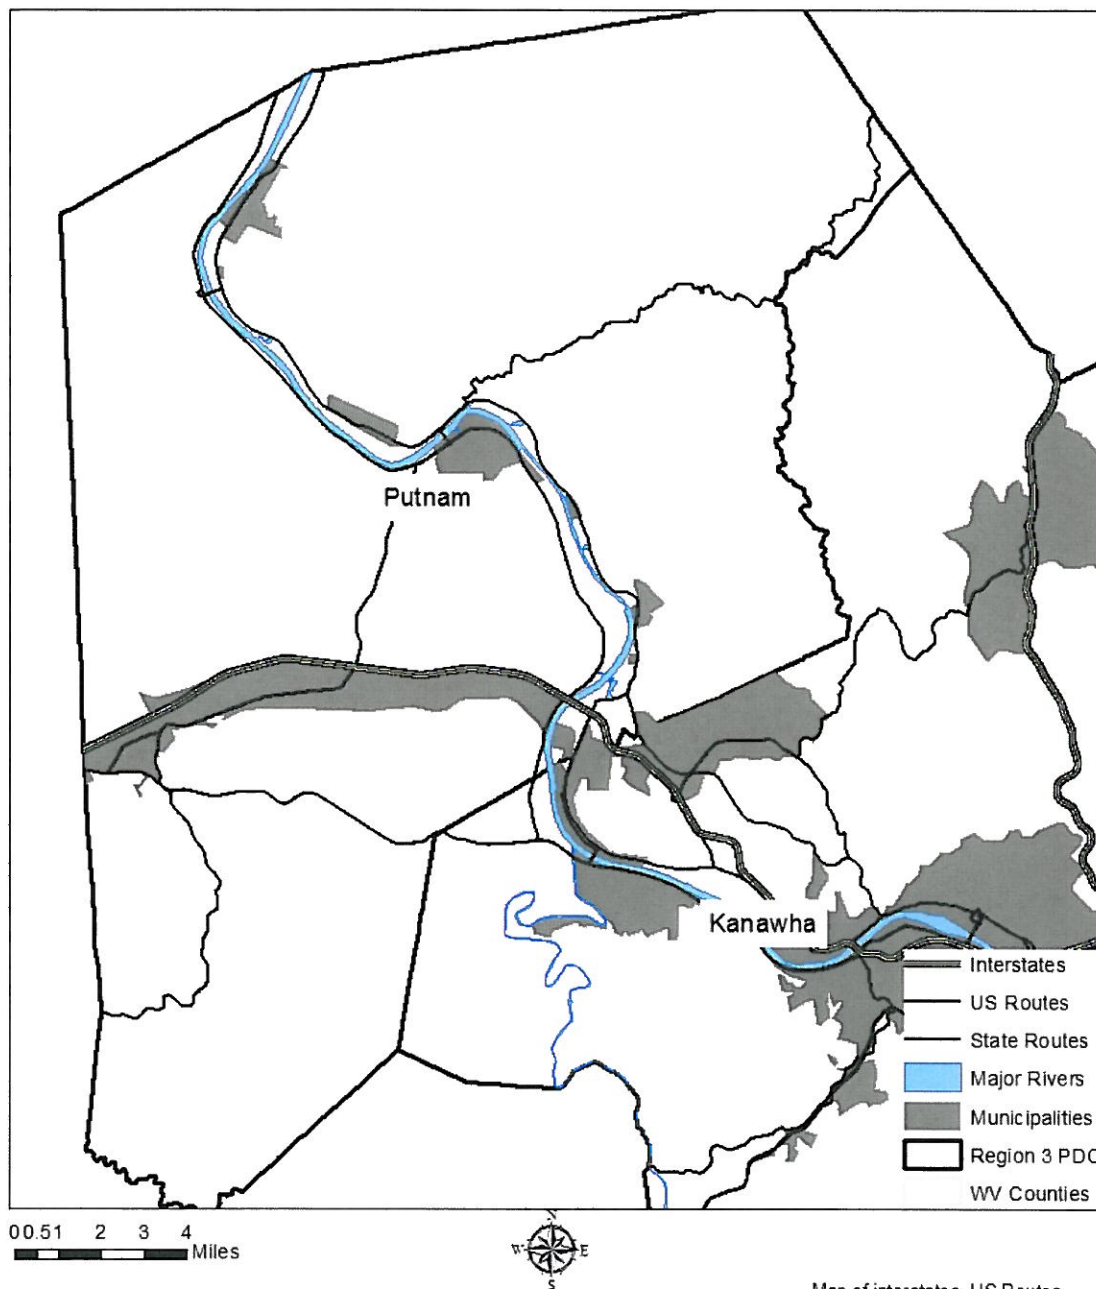 Putnam
Kanawha
Interstates
US Routes
State Routes
Major Rivers
Municipalities
Region 3 PDC
WV Counties
0 0.5 1 2 3 4
Miles
N
W E
S
Map of interstates, US Routes